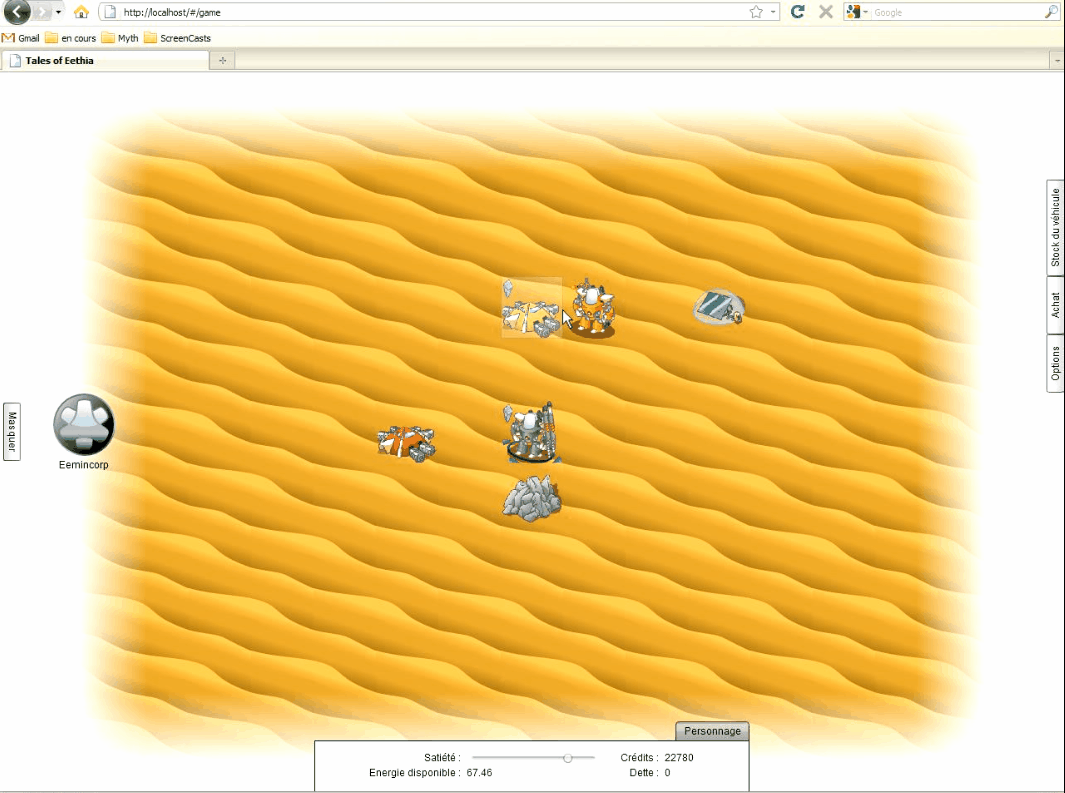 http://localhost/#/game
Google
Gmail en cours Myth ScreenCasts
Tales of Eethia
Stock du véhicule
Achat
Options
Masquer
Eemincorp
Personnage
Satiété : Crédits : 22780
Energie disponible : 67.46 Dette : 0